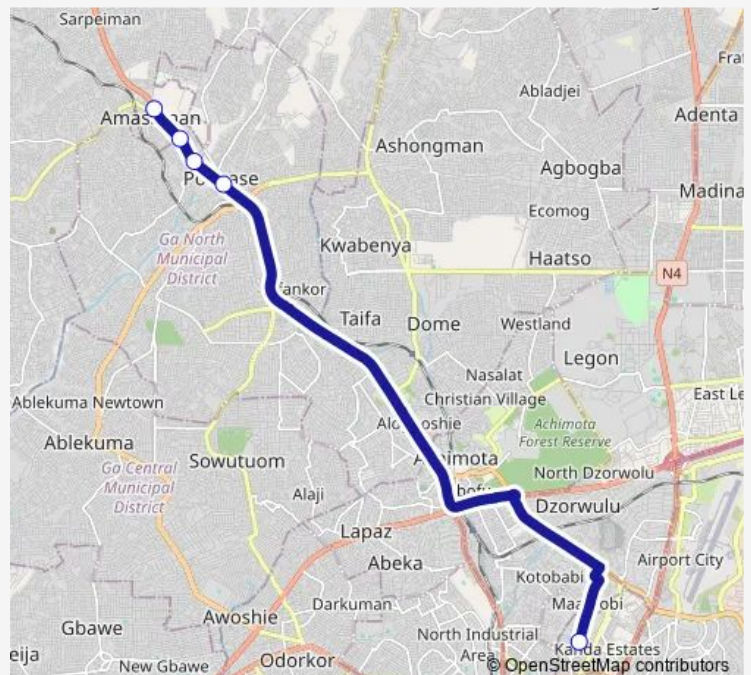 Sarpeiman
Fra
Abladjei
Adenta
Ashongman
Agbogba
Madina
Ecomog
Ga North
Municipal
District
Kwabenya
Haatso
N4
Taifa
Dome
Westland
Legon
Nasalat
Christian Village
East Le
Ablekuma Newtown
Achimota
Forest Reserve
Ablekuma
Sowutuom
Ga Central
Municipal
District
North Dzorwolu
Alaji
Dzorwulu
Lapaz
Abeka
Airport City
Kotobabi
Darkuman
Awoshie
Gbawe
North Industrial
Area
Kanda Estates
eija
New Gbawe
Odorkor
© OpenStreetMap contributors